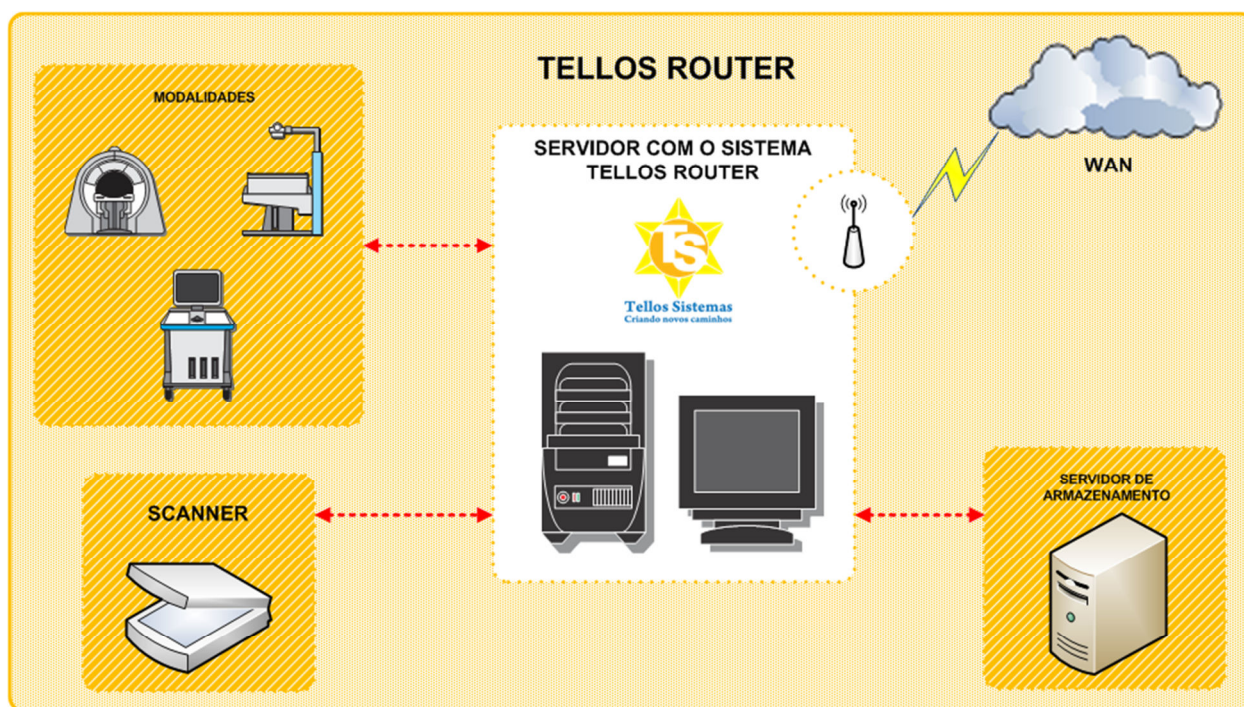 TELLOS ROUTER
MODALIDADES
SERVIDOR COM O SISTEMA
TELLOS ROUTER
TS
Tellos Sistemas
Criando novos caminhos
WAN
SCANNER
SERVIDOR DE
ARMAZENAMENTO